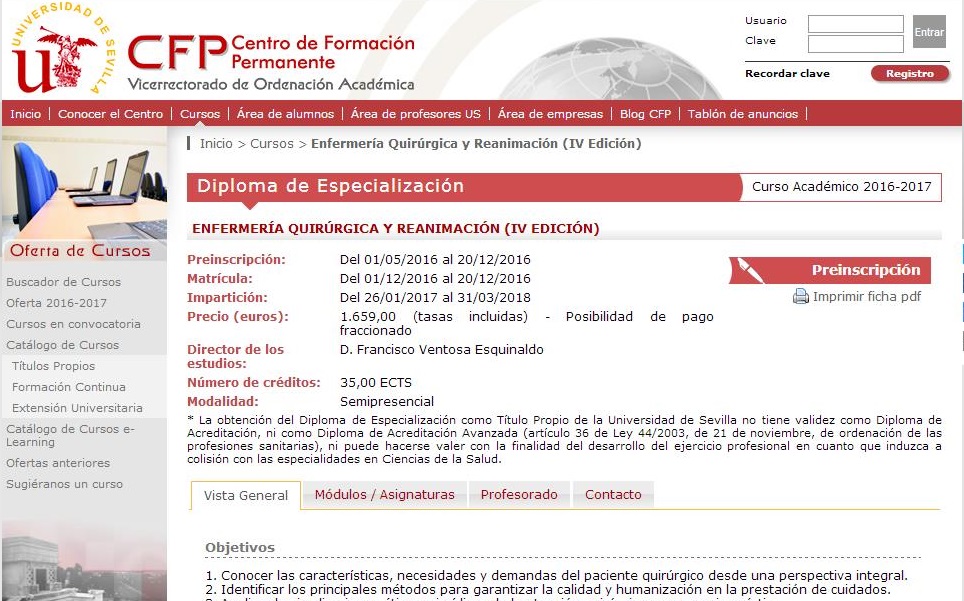 UNIVERSIDAD DE SEVILLA
CFP Centro de Formación
Permanente
Vicerrectorado de Ordenación Académica
Usuario
Clave
Entrar
Recordar clave
Registro
Inicio | Conocer el Centro | Cursos | Área de alumnos | Área de profesores US | Área de empresas | Blog CFP | Tablón de anuncios |
Inicio > Cursos > Enfermería Quirúrgica y Reanimación (IV Edición)
Oferta de Cursos
Buscador de Cursos
Oferta 2016-2017
Cursos en convocatoria
Catálogo de Cursos
Títulos Propios
Formación Continua
Extensión Universitaria
Catálogo de Cursos e-
Learning
Ofertas anteriores
Sugiéranos un curso
Diploma de Especialización
Curso Académico 2016-2017
ENFERMERÍA QUIRÚRGICA Y REANIMACIÓN (IV EDICIÓN)
Preinscripción: Del 01/05/2016 al 20/12/2016
Matrícula: Del 01/12/2016 al 20/12/2016
Impartición: Del 26/01/2017 al 31/03/2018
Precio (euros): 1.659,00 (tasas incluidas) - Posibilidad de pago
fraccionado
Director de los D. Francisco Ventosa Esquinaldo
estudios:
Número de créditos: 35,00 ECTS
Modalidad: Semipresencial
Preinscripción
Imprimir ficha pdf
* La obtención del Diploma de Especialización como Título Propio de la Universidad de Sevilla no tiene validez como Diploma de
Acreditación, ni como Diploma de Acreditación Avanzada (artículo 36 de Ley 44/2003, de 21 de noviembre, de ordenación de las
profesiones sanitarias), ni puede hacerse valer con la finalidad del desarrollo del ejercicio profesional en cuanto que induzca a
colisión con las especialidades en Ciencias de la Salud.
Vista General
Módulos / Asignaturas
Profesorado
Contacto
Objetivos
1. Conocer las características, necesidades y demandas del paciente quirúrgico desde una perspectiva integral.
2. Identificar los principales métodos para garantizar la calidad y humanización en la prestación de cuidados.